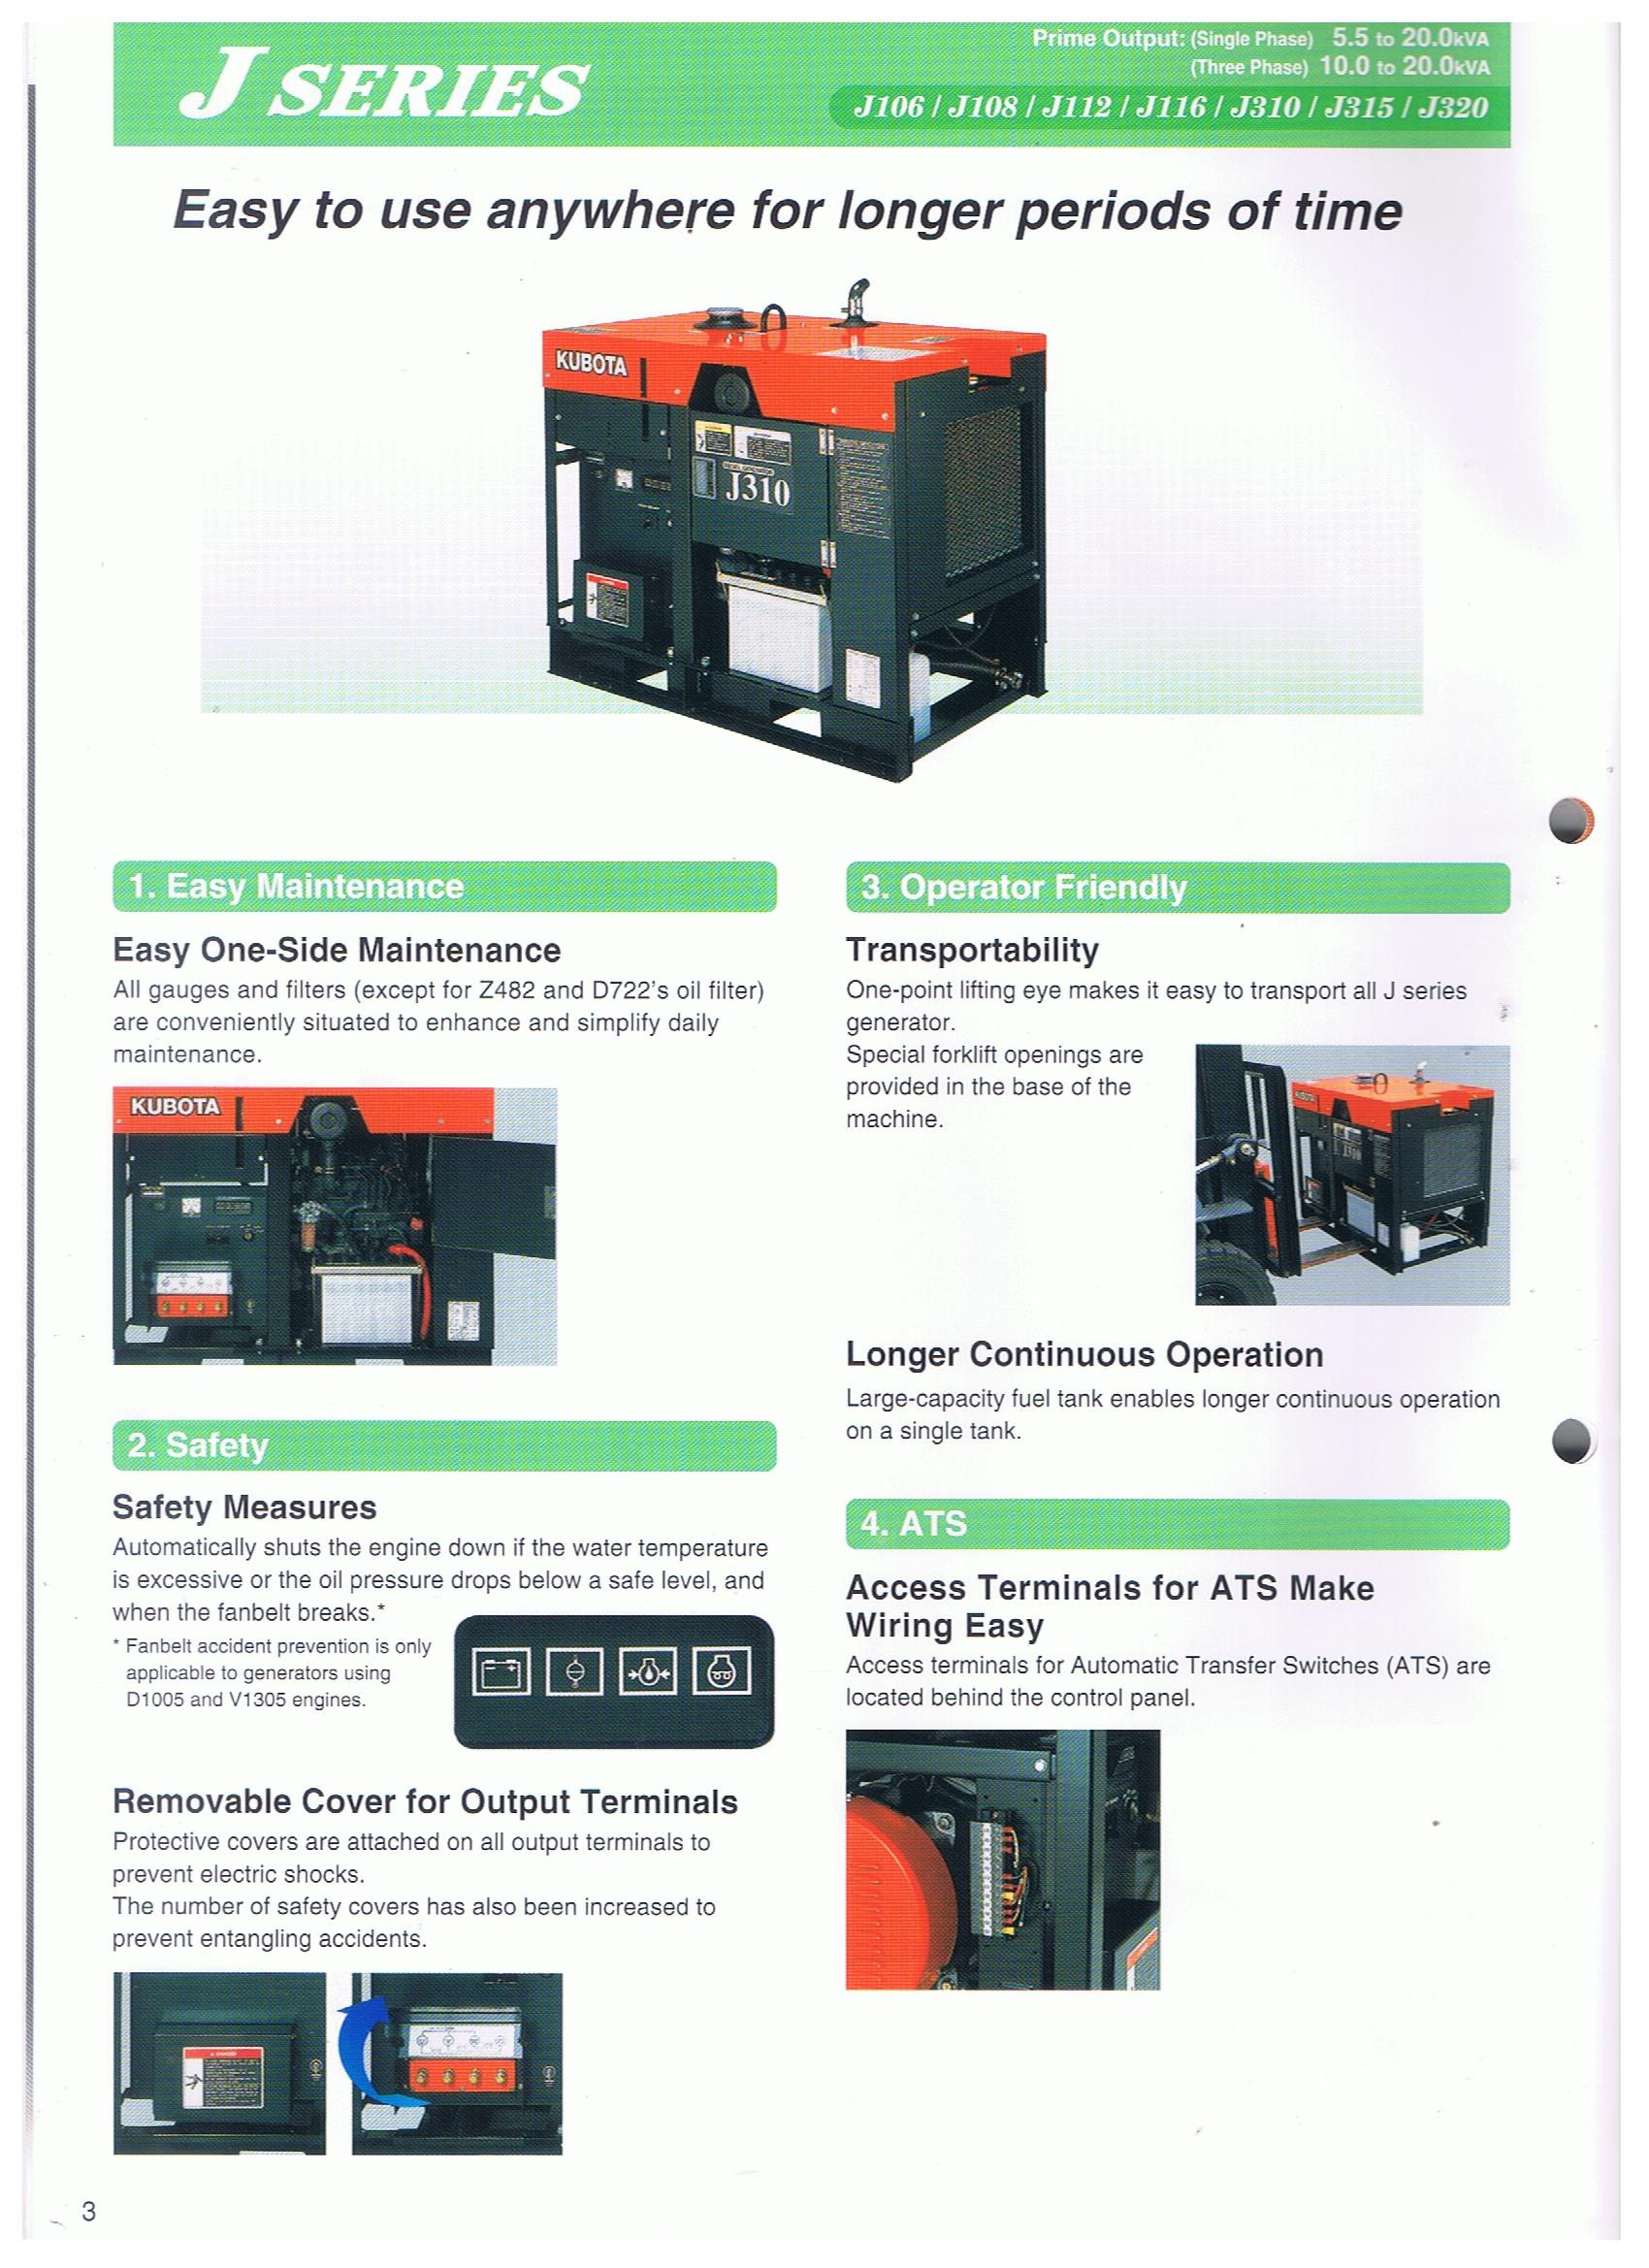 J SERIES
Prime Output: (Single Phase) 5.5 to 20.0kVA
(Three Phase) 10.0 to 20.0kVA
J106 / J108 / J112 / J116 / J310 / J315 / J320
Easy to use anywhere for longer periods of time
KUBOTA
J310
1. Easy Maintenance
Easy One-Side Maintenance
All gauges and filters (except for Z482 and D722's oil filter)
are conveniently situated to enhance and simplify daily
maintenance.
KUBOTA
2. Safety
Safety Measures
Automatically shuts the engine down if the water temperature
is excessive or the oil pressure drops below a safe level, and
when the fanbelt breaks.*
* Fanbelt accident prevention is only
applicable to generators using
D1005 and V1305 engines.
Removable Cover for Output Terminals
Protective covers are attached on all output terminals to
prevent electric shocks.
The number of safety covers has also been increased to
prevent entangling accidents.
3. Operator Friendly
Transportability
One-point lifting eye makes it easy to transport all J series
generator.
Special forklift openings are
provided in the base of the
machine.
KUBOTA
J310
Longer Continuous Operation
Large-capacity fuel tank enables longer continuous operation
on a single tank.
4. ATS
Access Terminals for ATS Make
Wiring Easy
Access terminals for Automatic Transfer Switches (ATS) are
located behind the control panel.
3